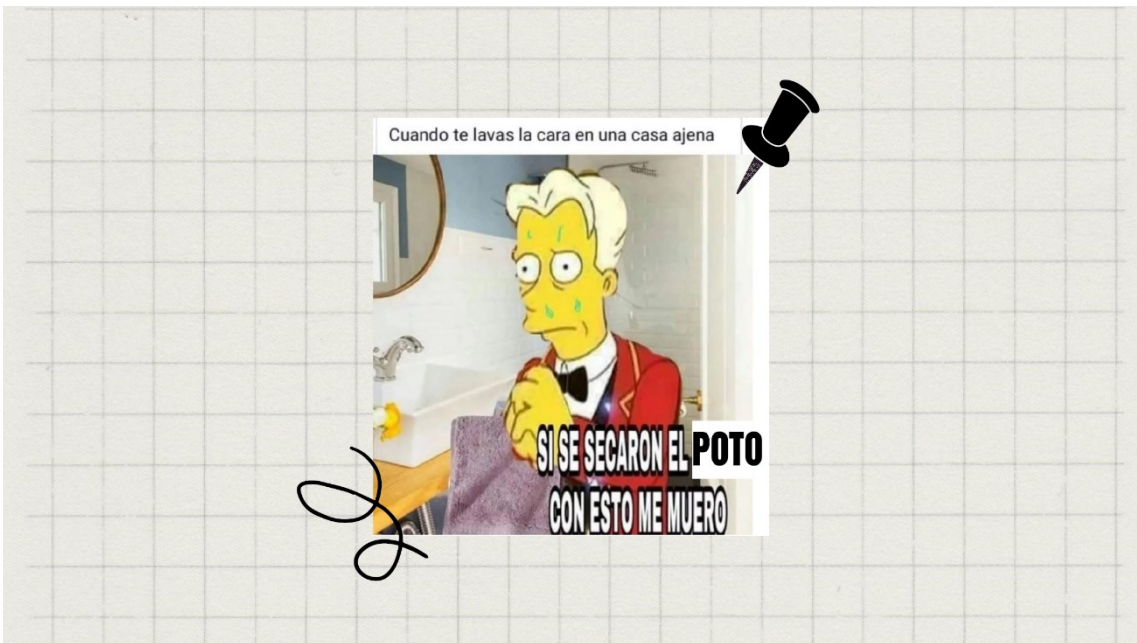 Cuando te lavas la cara en una casa ajena
SI SE SECARON EL POTO
CON ESTO ME MUERO